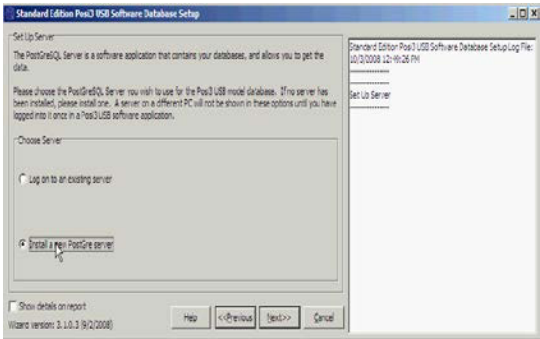 Standard Edition Posi3 USB Software Database Setup
Set Up Server
The PostGreSQL Server is a software application that contains your databases, and allows you to get the
data.
Please choose the PostGreSQL Server you wish to use for the Posi3 USB model database. If no server has
been installed, please install one. A server on a different PC will not be shown in these options until you have
logged into it once in a Posi3 USB software application.
Choose Server
Log on to an existing server
Install a new PostGre server
Show details on report
Wizard version: 3.1.0.3 (9/2/2008)
Help
<<Previous
Next>>
Cancel
Standard Edition Posi3 USB Software Database Setup Log File:
10/3/2008 12:49:26 PM
---------------
---------------
Set Up Server
---------------